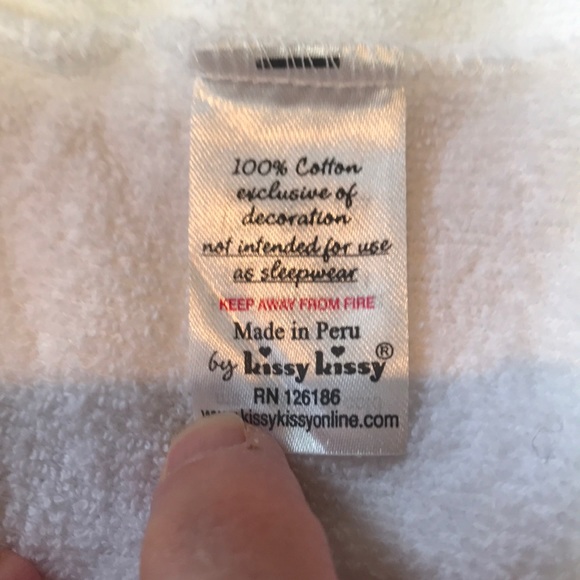 100% Cotton
exclusive of
decoration
not intended for use
as sleepwear
KEEP AWAY FROM FIRE
Made in Peru
by kissy kissy®
RN 126186
www.kissykissyonline.com